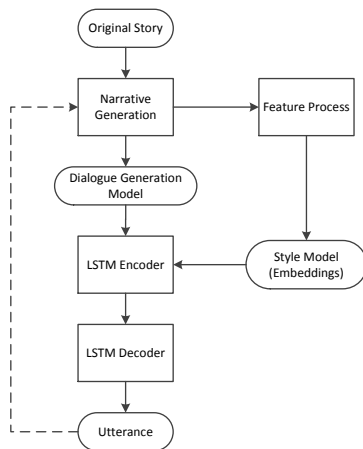 Original Story
Narrative
Generation
Feature Process
Dialogue Generation
Model
LSTM Encoder
Style Model
(Embeddings)
LSTM Decoder
Utterance